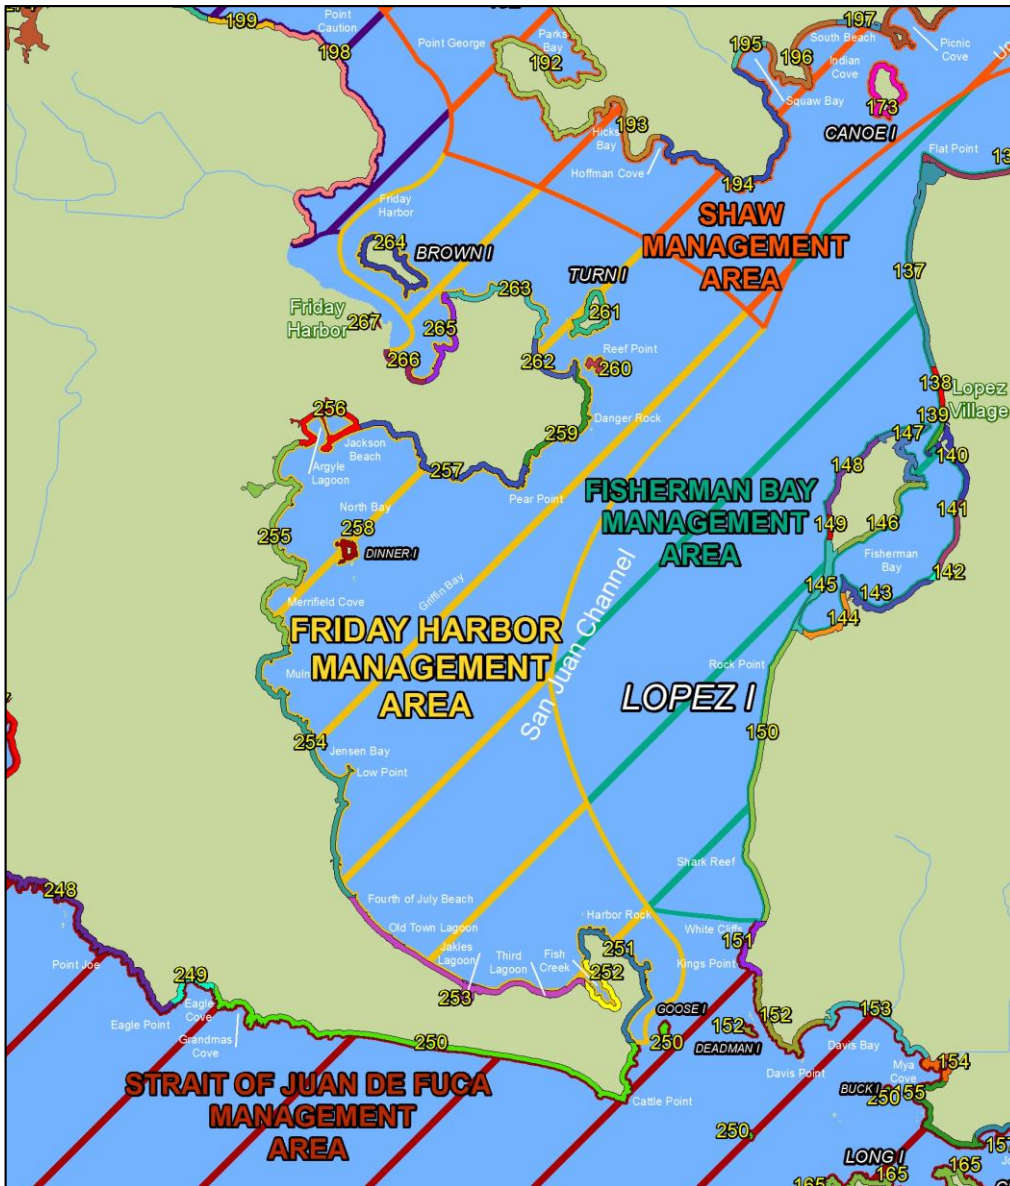 199
Point
Caution
198
Point George
Parks
Bay
192
195
196
197
South Beach
Indian
Cove
Picnic
Cove
Squaw Bay
173
CANOE I
193
Hicks
Bay
Hoffman Cove
194
Flat Point
SHAW
MANAGEMENT
AREA
Friday
Harbor
264
BROWN I
TURN I
263
261
137
Friday
Harbor
267
265
266
262
Reef Point
260
138
Lopez
Village
139
256
Jackson
Beach
Argyle
Lagoon
Danger Rock
259
257
147
140
148
Pear Point
FISHERMAN BAY
MANAGEMENT
AREA
141
North Bay
258
DINNER I
255
149
146
Fisherman
Bay
142
145
143
144
Merrifield Cove
Griffin Bay
San Juan Channel
FRIDAY HARBOR
MANAGEMENT
AREA
Rock Point
LOPEZ I
150
254
Jensen Bay
Low Point
Shark Reef
248
Fourth of July Beach
Old Town Lagoon
Jakles
Lagoon
Third
Lagoon
Fish
Creek
Harbor Rock
251
252
White Cliffs
151
Kings Point
Point Joe
249
Eagle
Cove
Eagle Point
Grandmas
Cove
253
250
GOOSE I
250
152
DEADMAN I
152
153
Davis Bay
Davis Point
Mya
Cove
154
BUCK I
250
155
STRAIT OF JUAN DE FUCA
MANAGEMENT
AREA
Cattle Point
250
157
LONG I
165
165
165